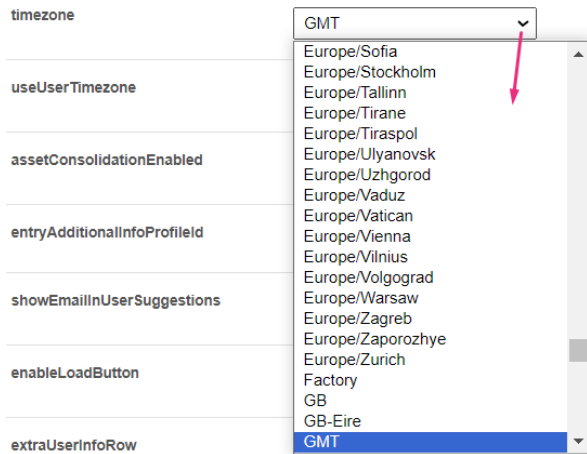 timezone
GMT
useUserTimezone
assetConsolidationEnabled
entryAdditionalInfoProfileId
showEmailInUserSuggestions
enableLoadButton
extraUserInfoRow
Europe/Sofia
Europe/Stockholm
Europe/Tallinn
Europe/Tirane
Europe/Tiraspol
Europe/Ulyanovsk
Europe/Uzhgorod
Europe/Vaduz
Europe/Vatican
Europe/Vienna
Europe/Vilnius
Europe/Volgograd
Europe/Warsaw
Europe/Zagreb
Europe/Zaporozhye
Europe/Zurich
Factory
GB
GB-Eire
GMT